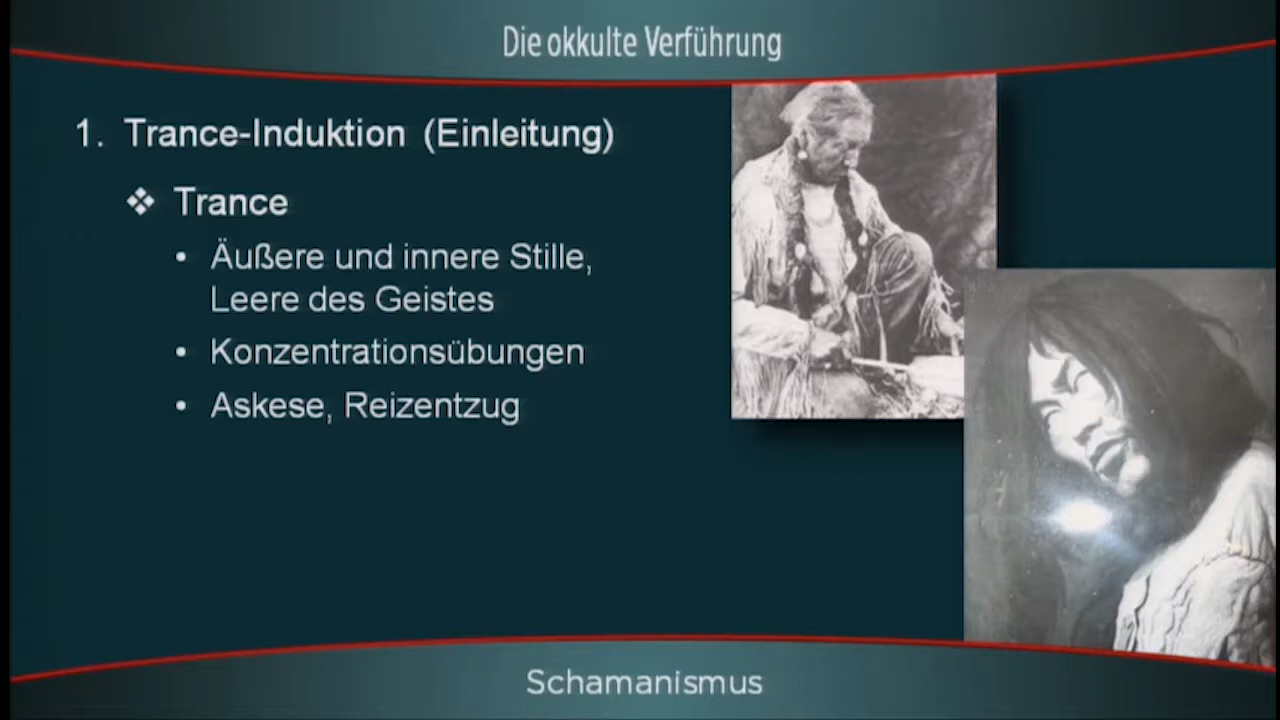 Die okkulte Verführung
1. Trance-Induktion (Einleitung)
❖ Trance
• Äußere und innere Stille,
Leere des Geistes
• Konzentrationsübungen
• Askese, Reizentzug
Schamanismus